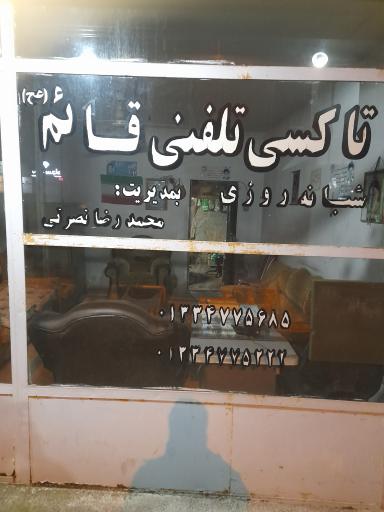 تاکسی تلفنی قائم (عج)
شبانه روزی بمدیریت:
محمد رضا نصرتی
۰۱۳۳۴۷۷۵۶۸۵
۰۱۳۳۴۷۷۵۲۲۲